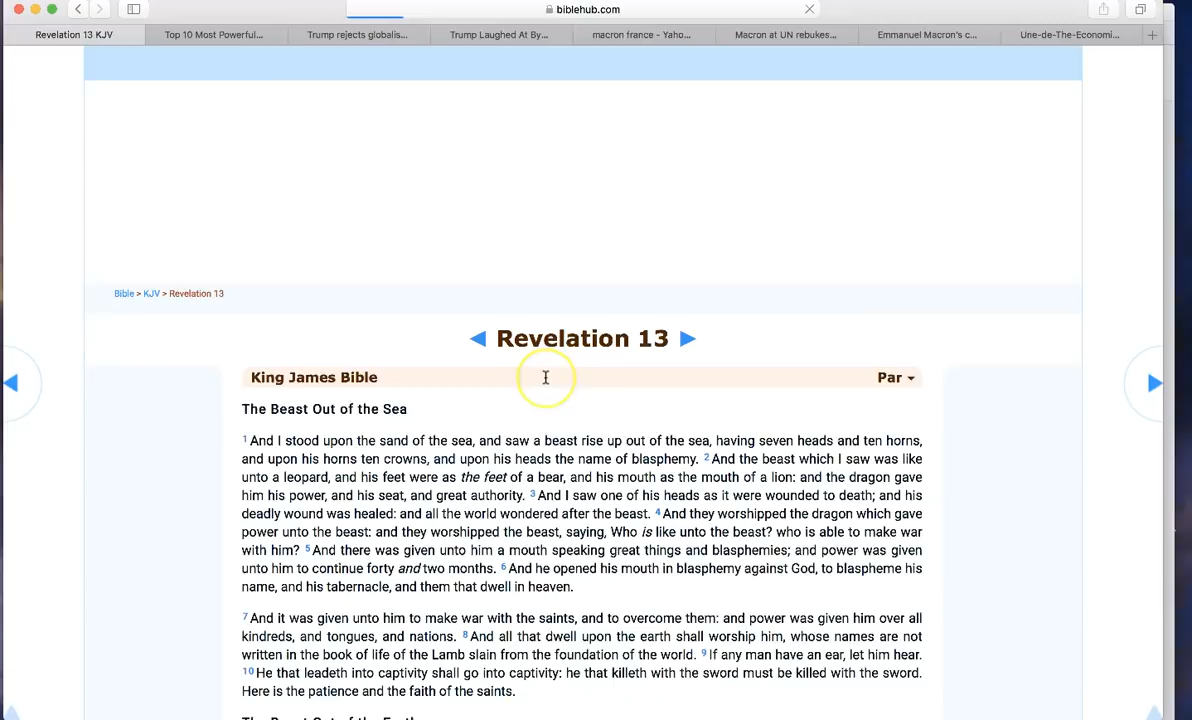 biblehub.com
Revelation 13 KJV
Top 10 Most Powerful...
Trump rejects globalis...
Trump Laughed At By...
macron france - Yaho...
Macron at UN rebukes...
Emmanuel Macron's c...
Une-de-The-Economi...
Bible > KJV > Revelation 13
Revelation 13
King James Bible
Par
The Beast Out of the Sea
1 And I stood upon the sand of the sea, and saw a beast rise up out of the sea, having seven heads and ten horns,
and upon his horns ten crowns, and upon his heads the name of blasphemy. 2 And the beast which I saw was like
unto a leopard, and his feet were as the feet of a bear, and his mouth as the mouth of a lion: and the dragon gave
him his power, and his seat, and great authority. 3 And I saw one of his heads as it were wounded to death; and his
deadly wound was healed: and all the world wondered after the beast. 4 And they worshipped the dragon which gave
power unto the beast: and they worshipped the beast, saying, Who is like unto the beast? who is able to make war
with him? 5 And there was given unto him a mouth speaking great things and blasphemies; and power was given
unto him to continue forty and two months. 6 And he opened his mouth in blasphemy against God, to blaspheme his
name, and his tabernacle, and them that dwell in heaven.
7 And it was given unto him to make war with the saints, and to overcome them: and power was given him over all
kindreds, and tongues, and nations. 8 And all that dwell upon the earth shall worship him, whose names are not
written in the book of life of the Lamb slain from the foundation of the world. 9 If any man have an ear, let him hear.
10 He that leadeth into captivity shall go into captivity: he that killeth with the sword must be killed with the sword.
Here is the patience and the faith of the saints.
The Beast Out of the Earth